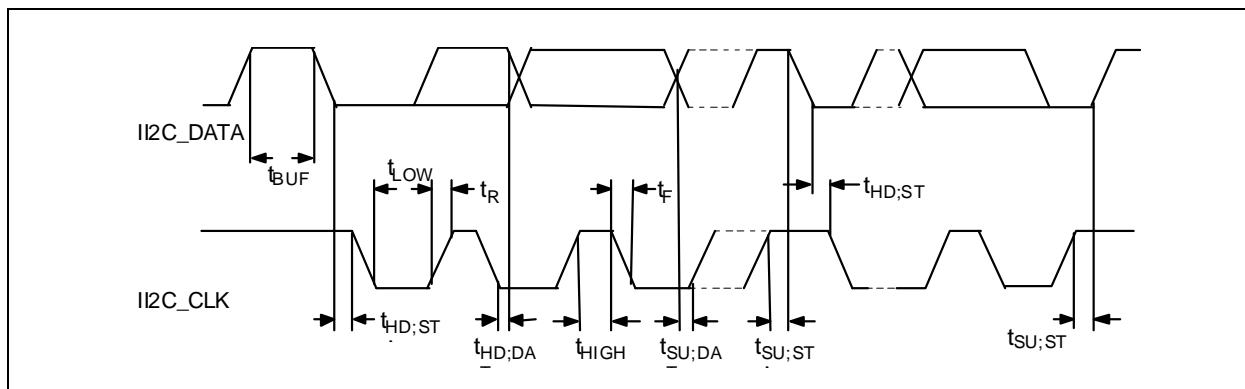 II2C_DATA
tBUF
tLOW
tR
tF
tHD;ST
II2C_CLK
tHD;ST
tHD;DA
tHIGH
tSU;DA
tSU;ST
tSU;ST